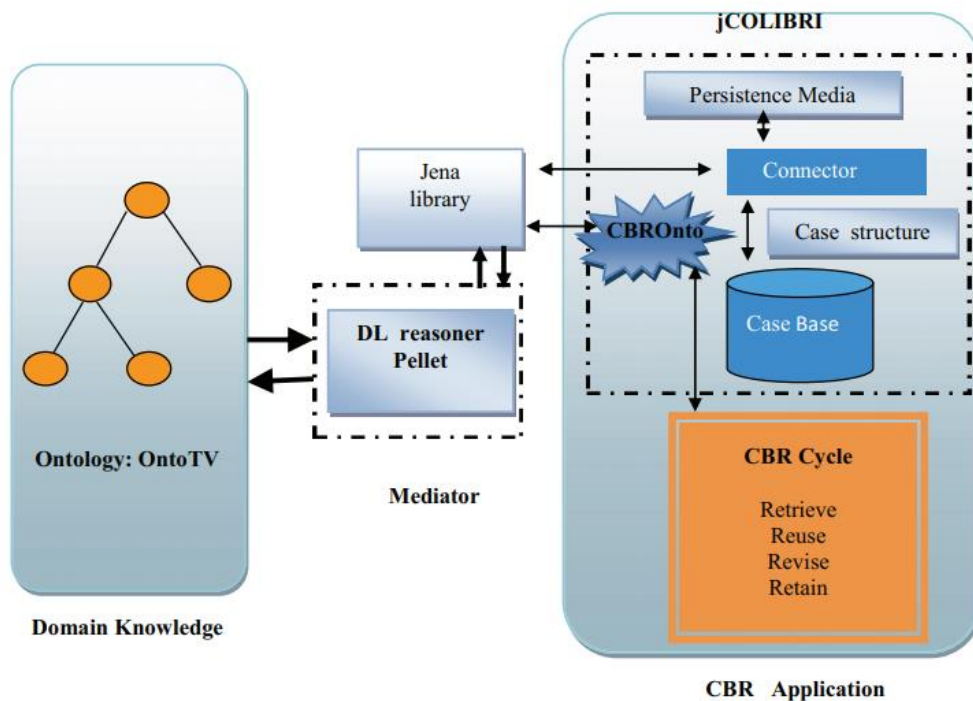 jCOLIBRI
Persistence Media
Jena
library
Connector
CBROnto
Case structure
Case Base
DL reasoner
Pellet
Ontology: OntoTV
CBR Cycle
Mediator
Retrieve
Reuse
Revise
Retain
Domain Knowledge
CBR Application